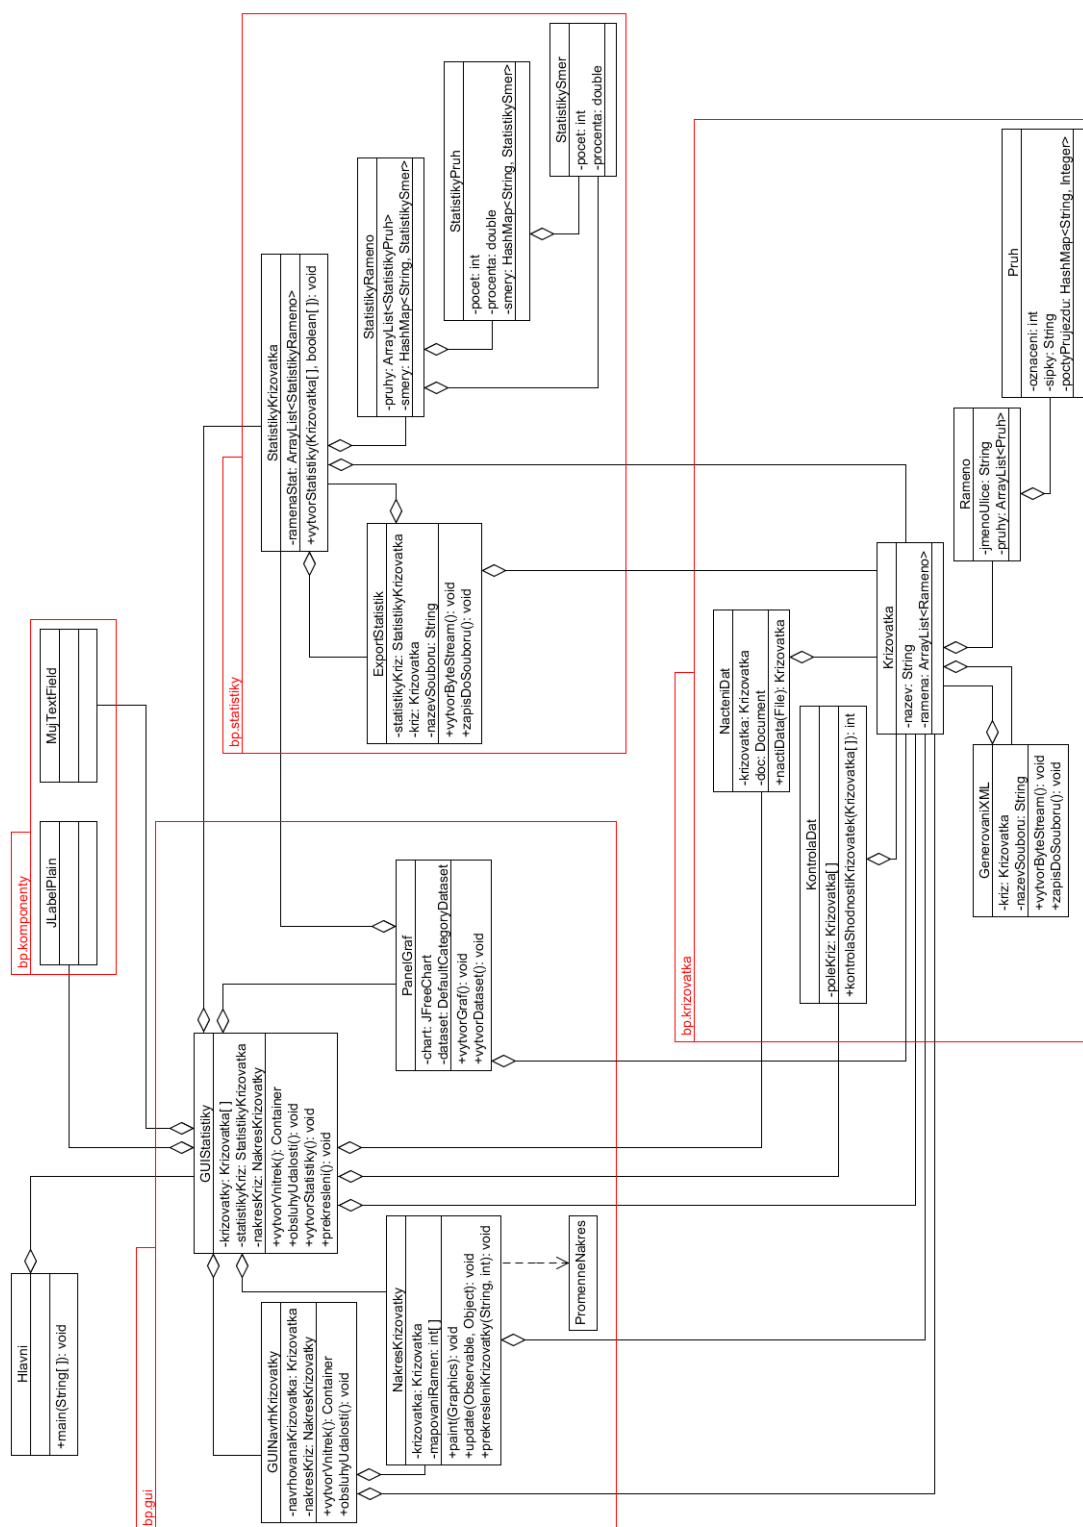 Hlavni
+main(String[ ]): void
bp.komponenty
JLabelPlain
MujTextField
bp.gui
GUIStatistiky
-krizovatky: Krizovatka[ ]
-statistikyKriz: StatistikyKrizovatka
-nakresKriz: NakresKrizovatky
+vytvorVnitrek(): Container
+obsluhyUdalosti(): void
+vytvorStatistiky(): void
+prekresleni(): void
GUINavrhKrizovatky
-navrhovanaKrizovatka: Krizovatka
-nakresKriz: NakresKrizovatky
+vytvorVnitrek(): Container
+obsluhyUdalosti(): void
NakresKrizovatky
-krizovatka: Krizovatka
-mapovaniRamen: int[ ]
+paint(Graphics): void
+update(Observable, Object): void
+prekresleniKrizovatky(String, int): void
PromenneNakres
PanelGraf
-chart: JFreeChart
-dataset: DefaultCategoryDataset
+vytvorGraf(): void
+vytvorDataset(): void
bp.statistiky
StatistikyKrizovatka
-ramenaStat: ArrayList<StatistikyRameno>
+vytvorStatistiky(Krizovatka[ ], boolean[ ]): void
ExportStatistik
-statistikyKriz: StatistikyKrizovatka
-kriz: Krizovatka
-nazevSouboru: String
+vytvorByteStream(): void
+zapisDoSouboru(): void
StatistikyRameno
-pruhy: ArrayList<StatistikyPruh>
-smery: HashMap<String, StatistikySmer>
StatistikyPruh
-pocet: int
-procenta: double
-smery: HashMap<String, StatistikySmer>
StatistikySmer
-pocet: int
-procenta: double
bp.krizovatka
NacteniDat
-krizovatka: Krizovatka
-doc: Document
+nactiData(File): Krizovatka
KontrolaDat
-poleKriz: Krizovatka[ ]
+kontrolaShodnostiKrizovatek(Krizovatka[ ]): int
Krizovatka
-nazev: String
-ramena: ArrayList<Rameno>
GenerovaniXML
-kriz: Krizovatka
-nazevSouboru: String
+vytvorByteStream(): void
+zapisDoSouboru(): void
Rameno
-jmenoUlice: String
-pruhy: ArrayList<Pruh>
Pruh
-oznaceni: int
-sipky: String
-poctyPrujezdu: HashMap<String, Integer>